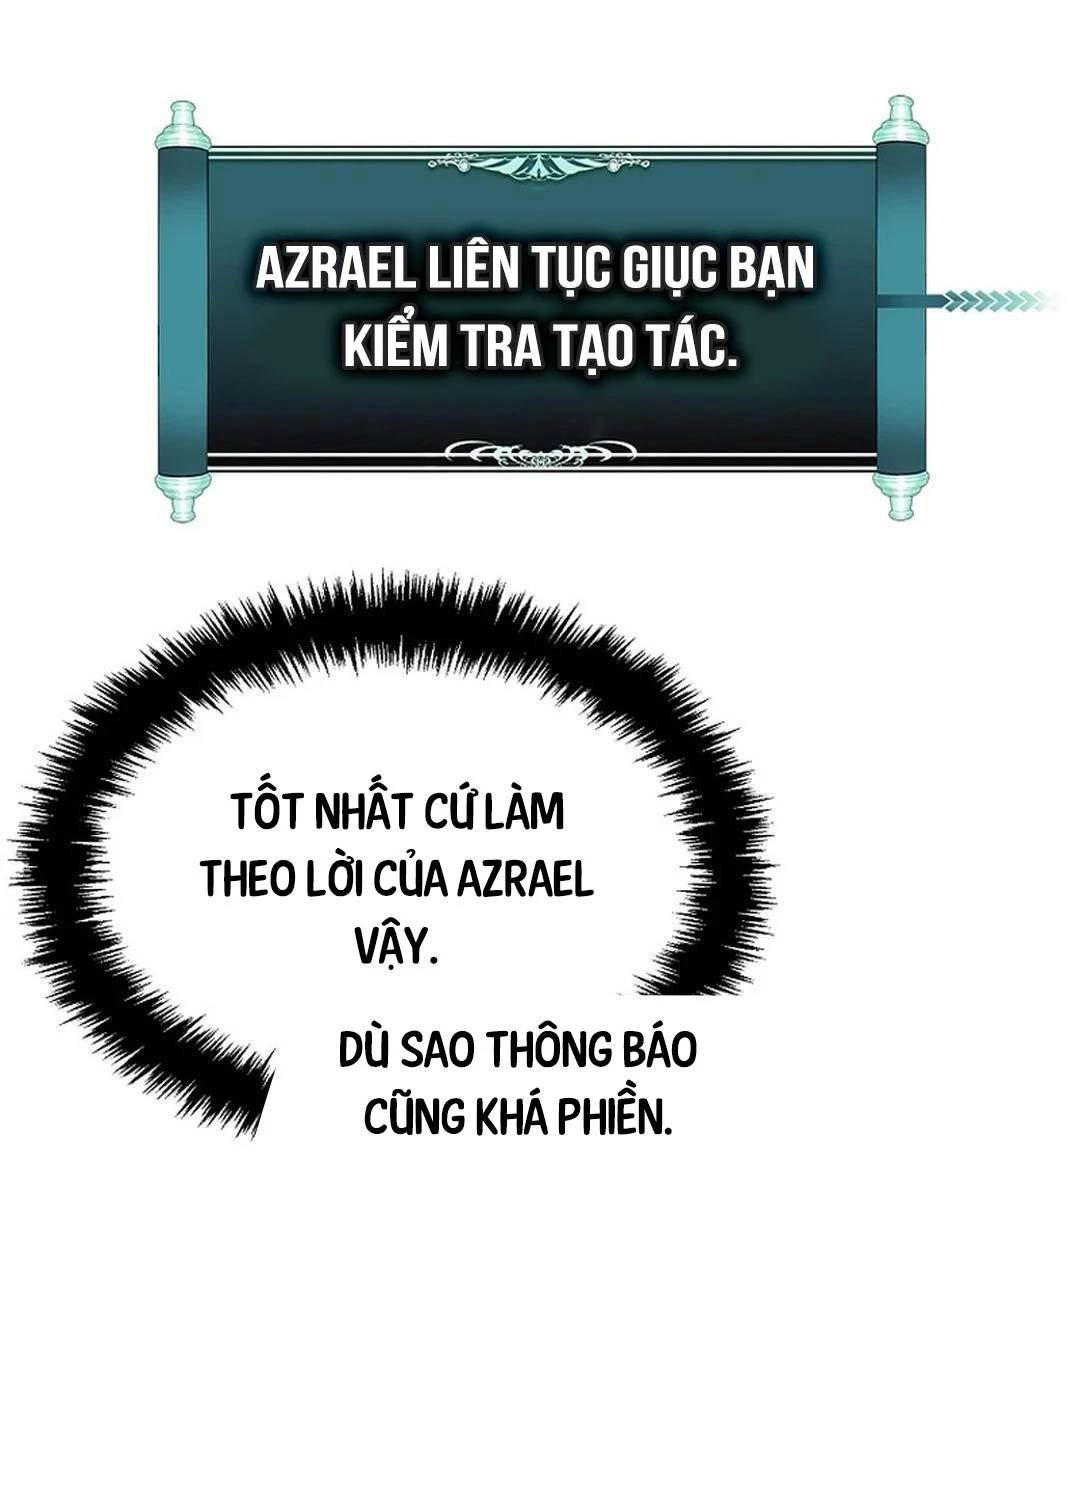 AZRAEL LIÊN TỤC GIỤC BẠN
KIỂM TRA TẠO TÁC.
TỐT NHẤT CỨ LÀM
THEO LỜI CỦA AZRAEL
VẬY.
DÙ SAO THÔNG BÁO
CŨNG KHÁ PHIỀN.